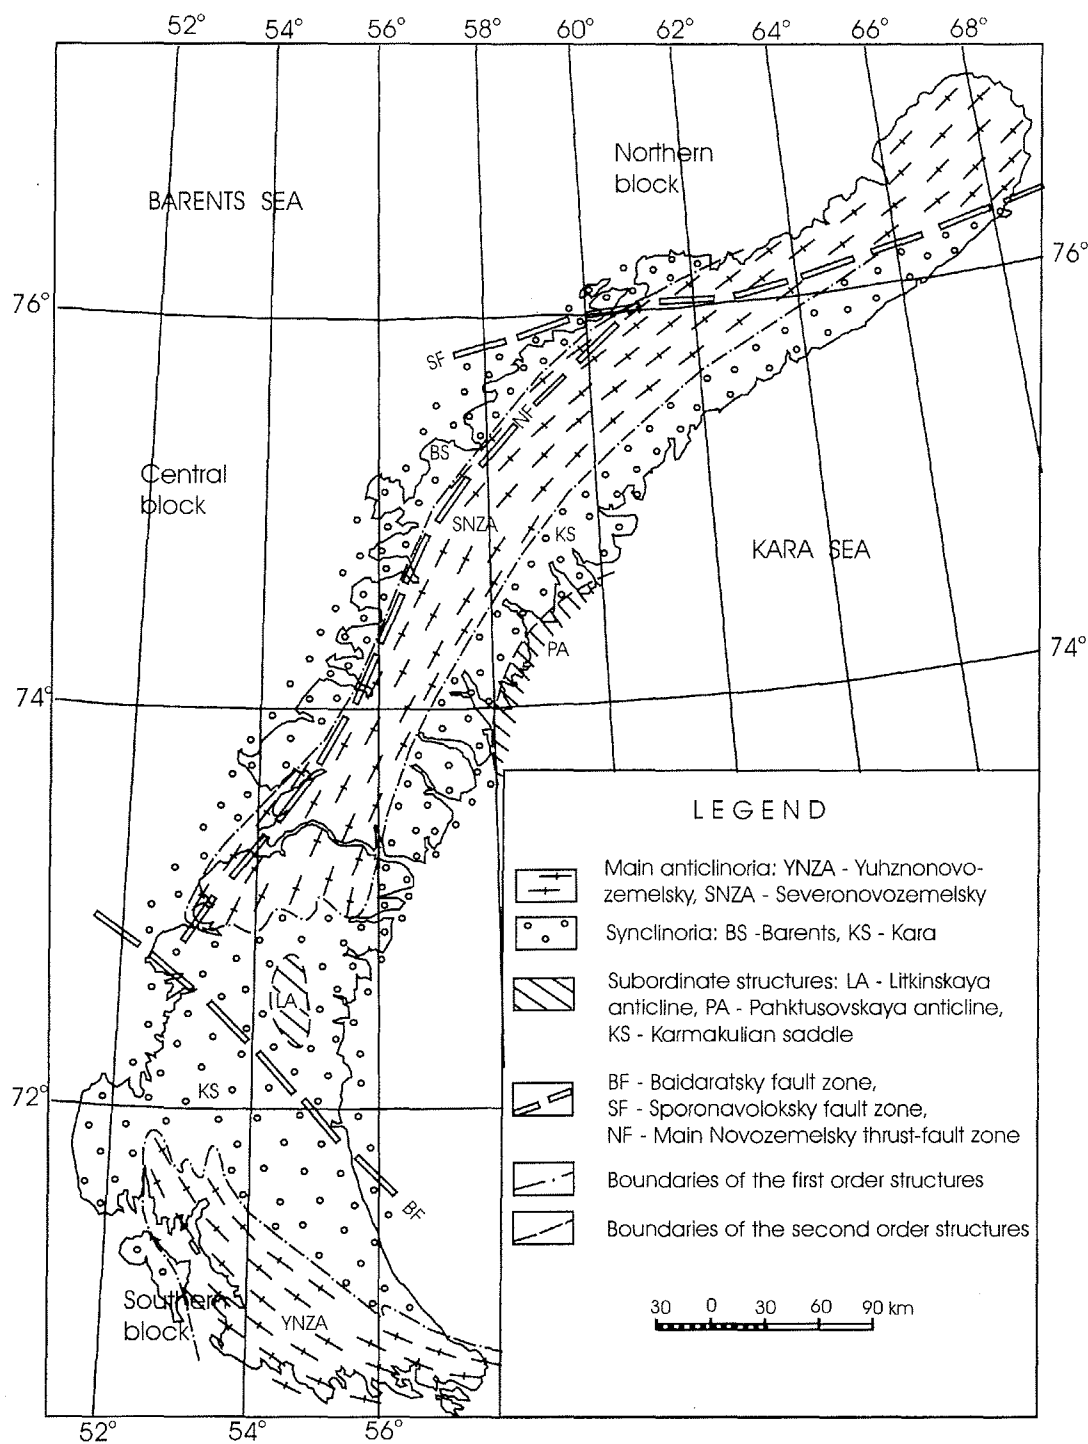 52° 54° 56° 58° 60° 62° 64° 66° 68°
Northern
block
BARENTS SEA
76°
76°
SF
NF
BS
Central
block
SNZA
KS
KARA SEA
PA
74°
74°
LEGEND
Main anticlinoria: YNZA - Yuhznonovo-
zemelsky, SNZA - Severonovozemelsky
Synclinoria: BS -Barents, KS - Kara
Subordinate structures: LA - Litkinskaya
anticline, PA - Pahktusovskaya anticline,
KS - Karmakulian saddle
BF - Baidaratsky fault zone,
SF - Sporonavoloksky fault zone,
NF - Main Novozemelsky thrust-fault zone
Boundaries of the first order structures
Boundaries of the second order structures
30 0 30 60 90 km
LA
KS
72°
BF
Southern
block
YNZA
52° 54° 56°